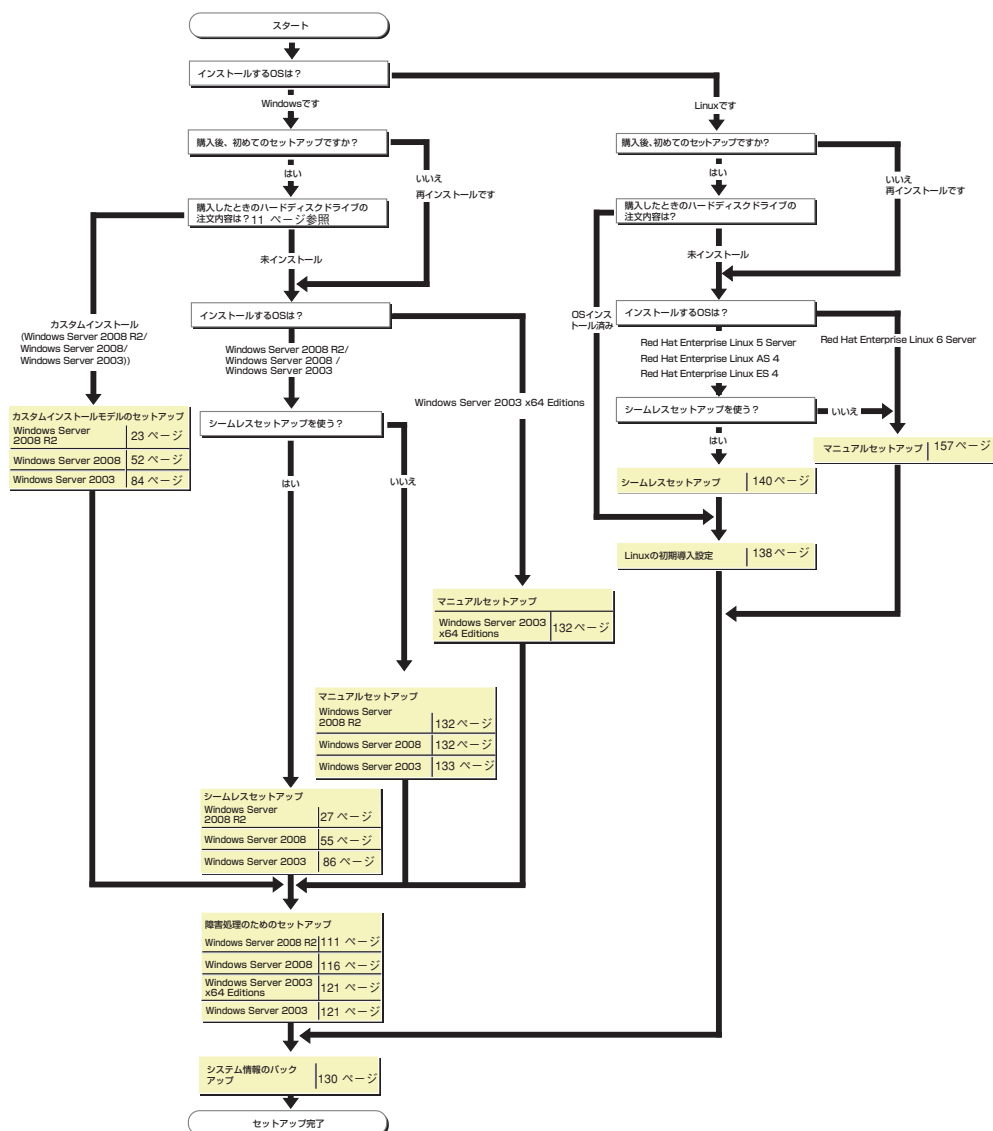 スタート
インストールするOSは？
Windowsです
Linuxです
購入後、初めてのセットアップですか？
はい
いいえ
再インストールです
購入したときのハードディスクドライブの
注文内容は？11 ページ参照
未インストール
カスタムインストール
(Windows Server 2008 R2/
Windows Server 2008/
Windows Server 2003))
インストールするOSは？
Windows Server 2008 R2/
Windows Server 2008 /
Windows Server 2003
Windows Server 2003 x64 Editions
カスタムインストールモデルのセットアップ
Windows Server
2008 R2
23 ページ
Windows Server 2008
52 ページ
Windows Server 2003
84 ページ
シームレスセットアップを使う？
はい
いいえ
マニュアルセットアップ
Windows Server 2003
x64 Editions
132 ページ
マニュアルセットアップ
Windows Server
2008 R2
132 ページ
Windows Server 2008
132 ページ
Windows Server 2003
133 ページ
シームレスセットアップ
Windows Server
2008 R2
27 ページ
Windows Server 2008
55 ページ
Windows Server 2003
86 ページ
障害処理のためのセットアップ
Windows Server 2008 R2
111 ページ
Windows Server 2008
116 ページ
Windows Server 2003
x64 Editions
121 ページ
Windows Server 2003
121 ページ
システム情報のバック
アップ
130 ページ
セットアップ完了
購入後、初めてのセットアップですか？
はい
いいえ
再インストールです
購入したときのハードディスクドライブの
注文内容は？
未インストール
OSインス
トール済み
インストールするOSは？
Red Hat Enterprise Linux 5 Server
Red Hat Enterprise Linux AS 4
Red Hat Enterprise Linux ES 4
Red Hat Enterprise Linux 6 Server
シームレスセットアップを使う？
いいえ
はい
マニュアルセットアップ
157 ページ
シームレスセットアップ
140 ページ
Linuxの初期導入設定
138 ページ